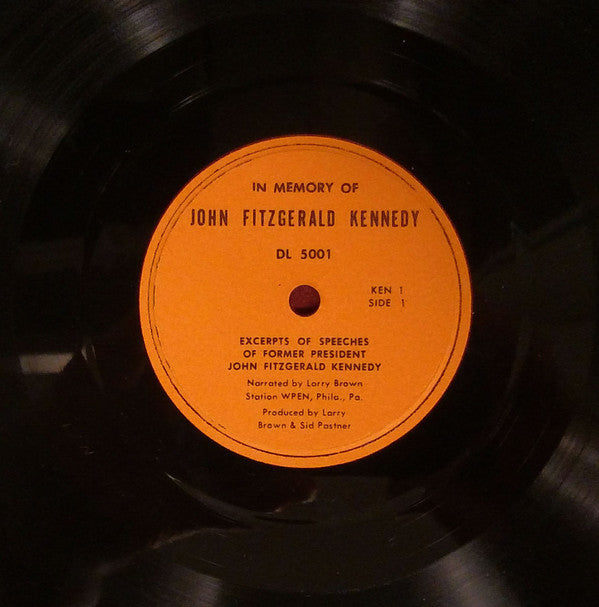 IN MEMORY OF
JOHN FITZGERALD KENNEDY
DL 5001
KEN 1
SIDE 1
EXCERPTS OF SPEECHES
OF FORMER PRESIDENT
JOHN FITZGERALD KENNEDY
Narrated by Larry Brown
Station WPEN, Phila., Pa.
Produced by Larry
Brown & Sid Pastner